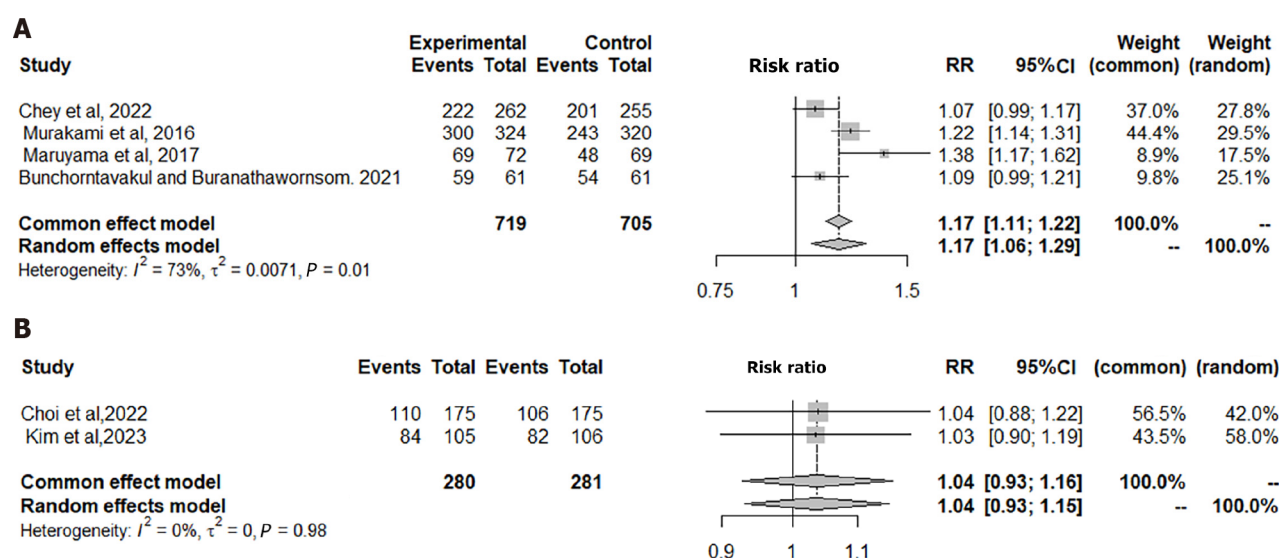 A
Experimental Control Weight Weight
Study Events Total Events Total Risk ratio RR 95%CI (common) (random)
Chey et al, 2022 222 262 201 255 1.07 [0.99; 1.17] 37.0% 27.8%
Murakami et al, 2016 300 324 243 320 1.22 [1.14; 1.31] 44.4% 29.5%
Maruyama et al, 2017 69 72 48 69 1.38 [1.17; 1.62] 8.9% 17.5%
Bunchorntavakul and Buranathawornsom. 2021 59 61 54 61 1.09 [0.99; 1.21] 9.8% 25.1%
Common effect model 719 705 1.17 [1.11; 1.22] 100.0% --
Random effects model 1.17 [1.06; 1.29] -- 100.0%
Heterogeneity: I² = 73%, τ² = 0.0071, P = 0.01
0.75 1 1.5
B
Study Events Total Events Total Risk ratio RR 95%CI (common) (random)
Choi et al,2022 110 175 106 175 1.04 [0.88; 1.22] 56.5% 42.0%
Kim et al,2023 84 105 82 106 1.03 [0.90; 1.19] 43.5% 58.0%
Common effect model 280 281 1.04 [0.93; 1.16] 100.0% --
Random effects model 1.04 [0.93; 1.15] -- 100.0%
Heterogeneity: I² = 0%, τ² = 0, P = 0.98
0.9 1 1.1